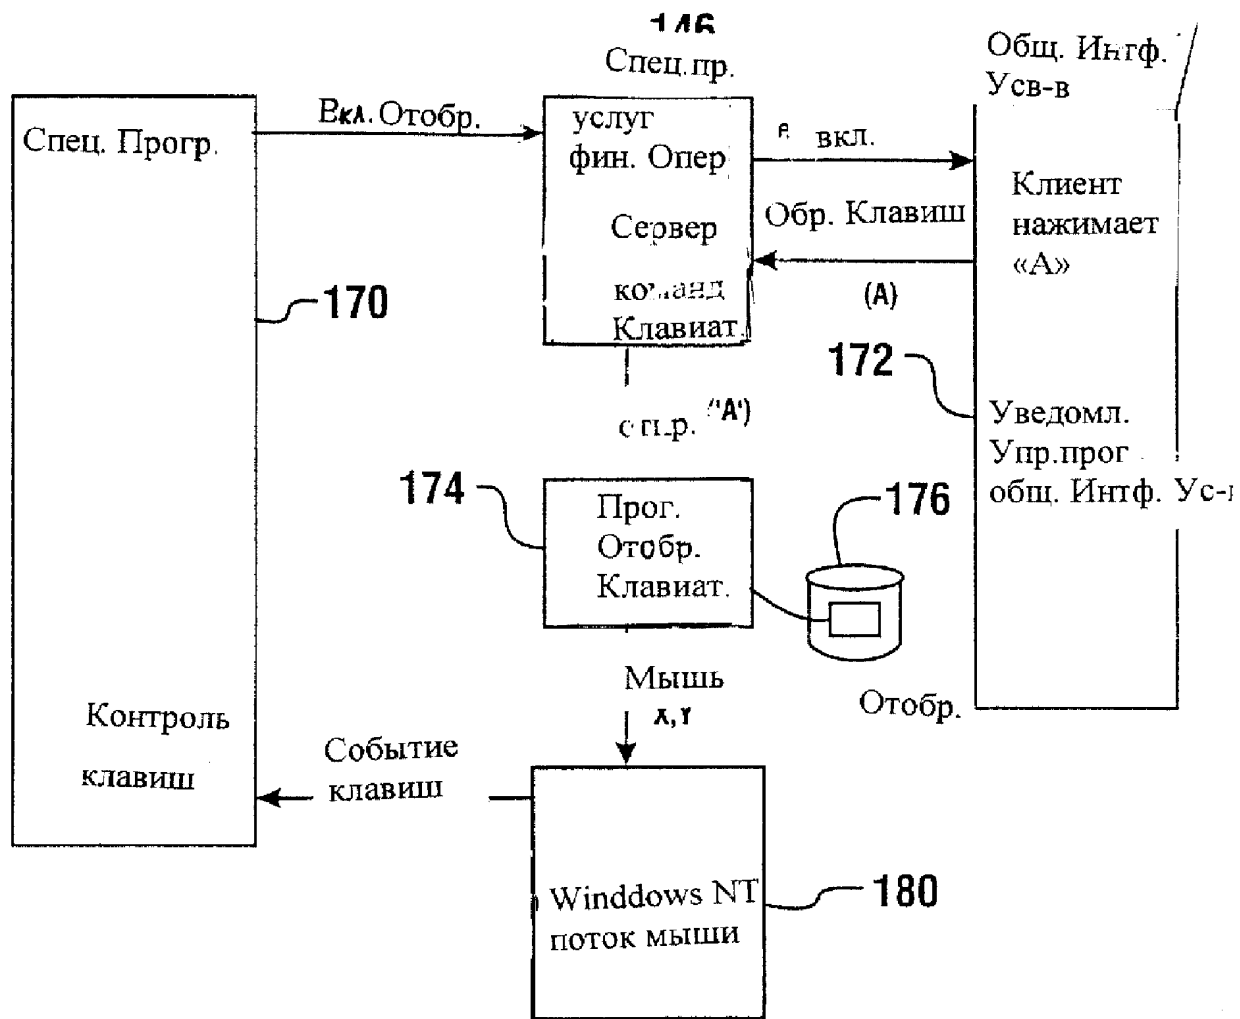 Спец.пр.
Общ. Интф.
Усв-в
Спец. Прогр.
Вкл. Отобр.
услуг
фин. Опер
вкл.
Сервер
команд
Клавиат.
Обр. Клавиш
(А)
Клиент
нажимает
«А»
170
172
Уведомл.
Упр.прог
общ. Интф.
('А')
174
Прог.
Отобр.
Клавиат.
176
Мышь
Отобр.
Контроль
клавиш
Событие
клавиш
Winddows NT
поток мыши
180